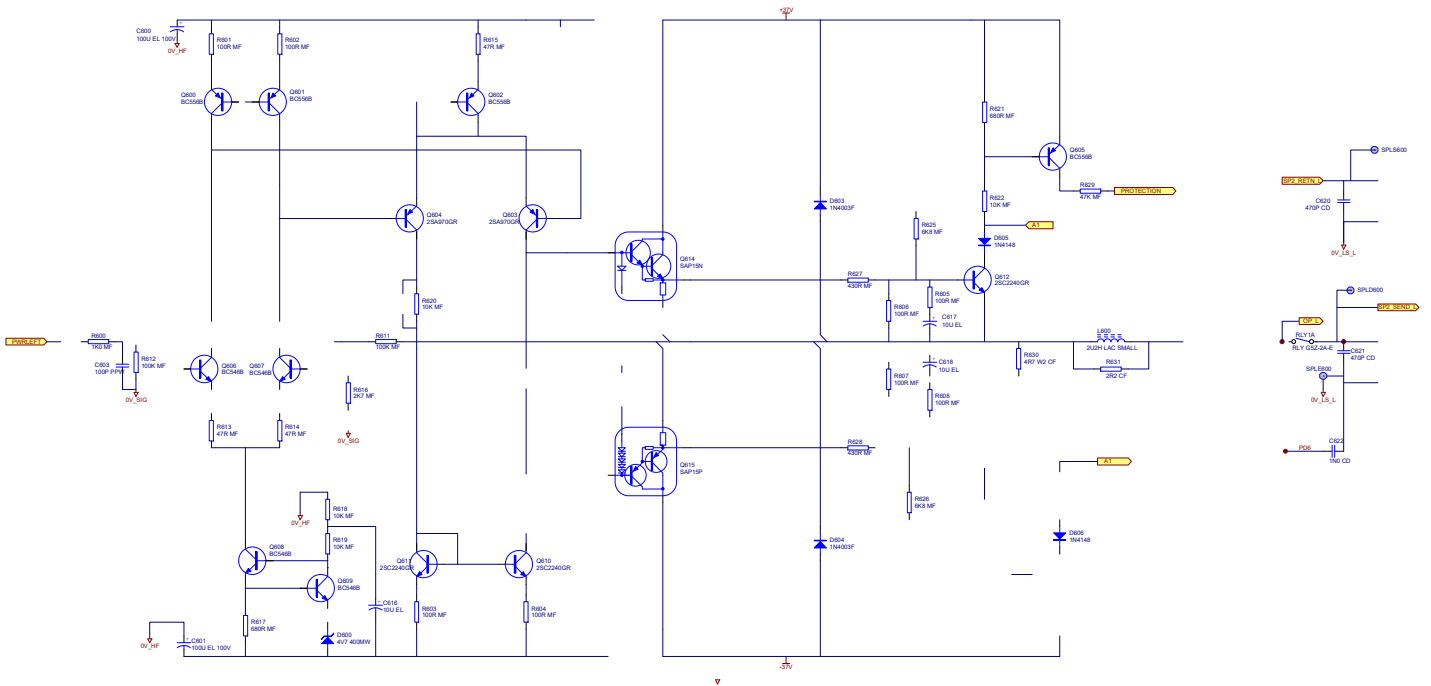 +37V
C600
100U EL 100V
0V_HF
R601
100R MF
R602
100R MF
R615
47R MF
Q600
BC556B
Q601
BC556B
Q602
BC556B
R621
680R MF
Q605
BC556B
R629
47K MF
PROTECTION
SPLS600
SP2_RETN_L
C620
470P CD
0V_LS_L
Q604
2SA970GR
Q603
2SA970GR
D603
1N4003F
R622
10K MF
A1
R625
6K8 MF
D605
1N4148
Q614
SAP15N
R627
430R MF
Q612
2SC2240GR
R620
10K MF
R606
100R MF
R605
100R MF
C617
10U EL
SPLD600
SP2_SEND_L
OP_L
PWRLEFT
R600
1K0 MF
R611
100K MF
L600
2U2H LAC SMALL
RLY1A
RLY G5Z-2A-E
C621
470P CD
C603
100P PPW
R612
100K MF
0V_SIG
Q606
BC546B
Q607
BC546B
R616
2K7 MF
0V_SIG
C618
10U EL
R607
100R MF
R608
100R MF
R630
4R7 W2 CF
R631
2R2 CF
SPLE600
0V_LS_L
R613
47R MF
R614
47R MF
Q615
SAP15P
R628
430R MF
A1
PD6
C622
1N0 CD
R626
6K8 MF
R618
10K MF
0V_HF
R619
10K MF
Q608
BC546B
Q609
BC546B
Q611
2SC2240GR
Q610
2SC2240GR
D604
1N4003F
D606
1N4148
C616
10U EL
R603
100R MF
R604
100R MF
R617
680R MF
D600
4V7 400MW
0V_HF
C601
100U EL 100V
-37V